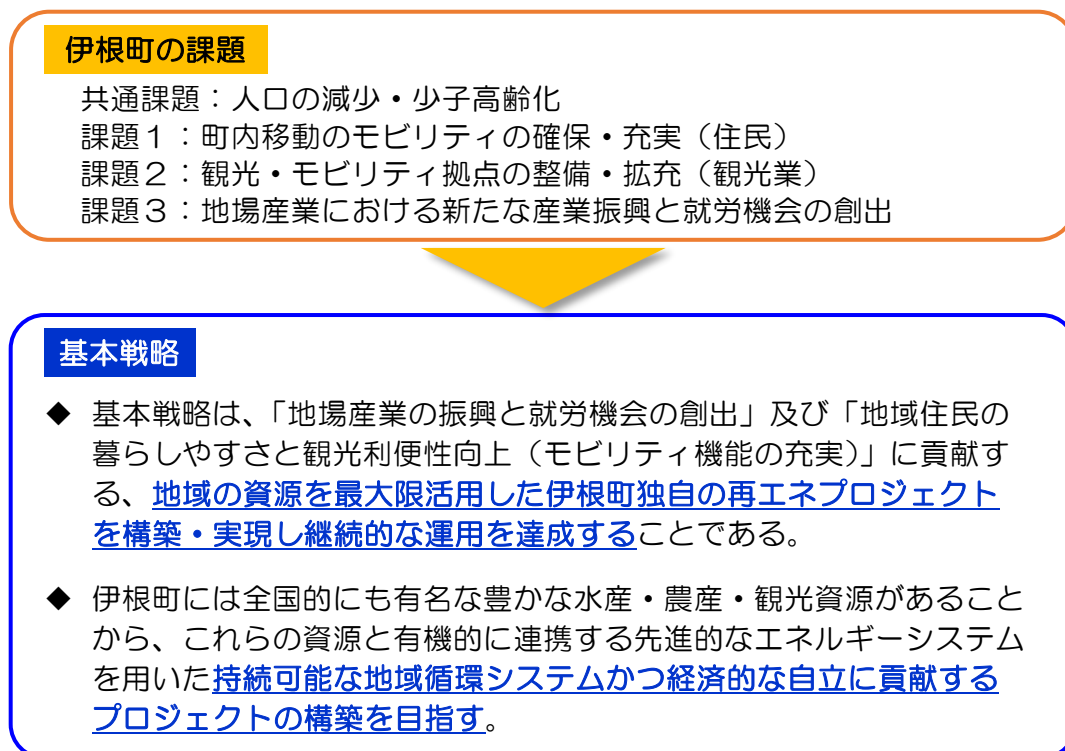 伊根町の課題
共通課題：人口の減少・少子高齢化
課題１：町内移動のモビリティの確保・充実（住民）
課題２：観光・モビリティ拠点の整備・拡充（観光業）
課題３：地場産業における新たな産業振興と就労機会の創出
基本戦略
◆ 基本戦略は、「地場産業の振興と就労機会の創出」及び「地域住民の
暮らしやすさと観光利便性向上（モビリティ機能の充実）」に貢献す
る、地域の資源を最大限活用した伊根町独自の再エネプロジェクト
を構築・実現し継続的な運用を達成することである。
◆ 伊根町には全国的にも有名な豊かな水産・農産・観光資源があること
から、これらの資源と有機的に連携する先進的なエネルギーシステム
を用いた持続可能な地域循環システムかつ経済的な自立に貢献する
プロジェクトの構築を目指す。